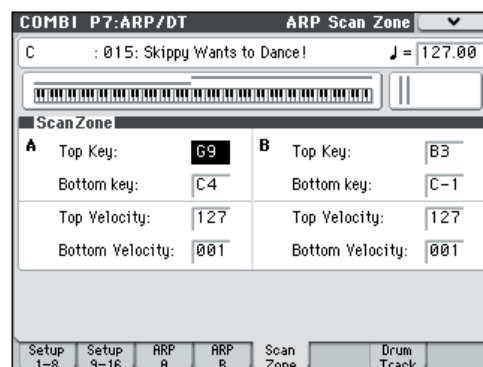 COMBI P7:ARP/DT ARP Scan Zone
C : 015: Skippy Wants to Dance! ♩= 127.00
Scan Zone
A Top Key: G9 B Top Key: B3
Bottom key: C4 Bottom key: C-1
Top Velocity: 127 Top Velocity: 127
Bottom Velocity: 001 Bottom Velocity: 001
Setup 1-8 Setup 9-16 ARP A ARP B Scan Zone Drum Track